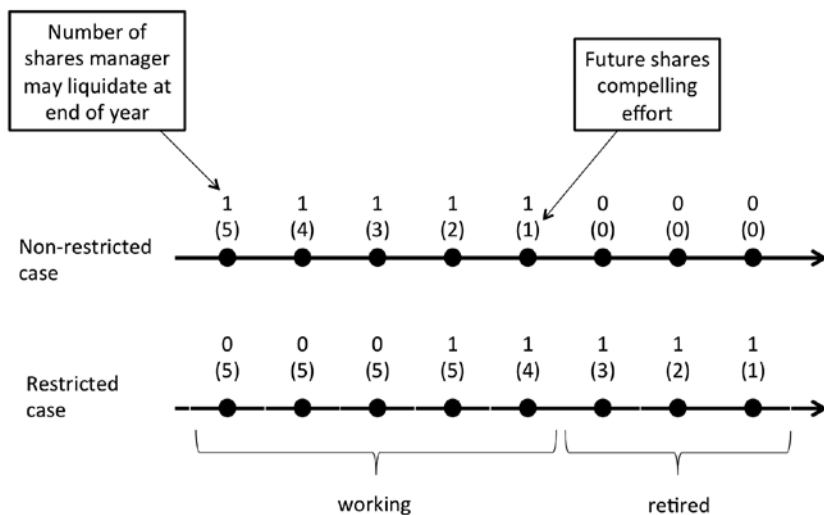 Number of
shares manager
may liquidate at
end of year
Future shares
compelling
effort
1 1 1 1 1 0 0 0
(5) (4) (3) (2) (1) (0) (0) (0)
Non-restricted
case
0 0 0 1 1 1 1 1
(5) (5) (5) (5) (4) (3) (2) (1)
Restricted
case
working retired